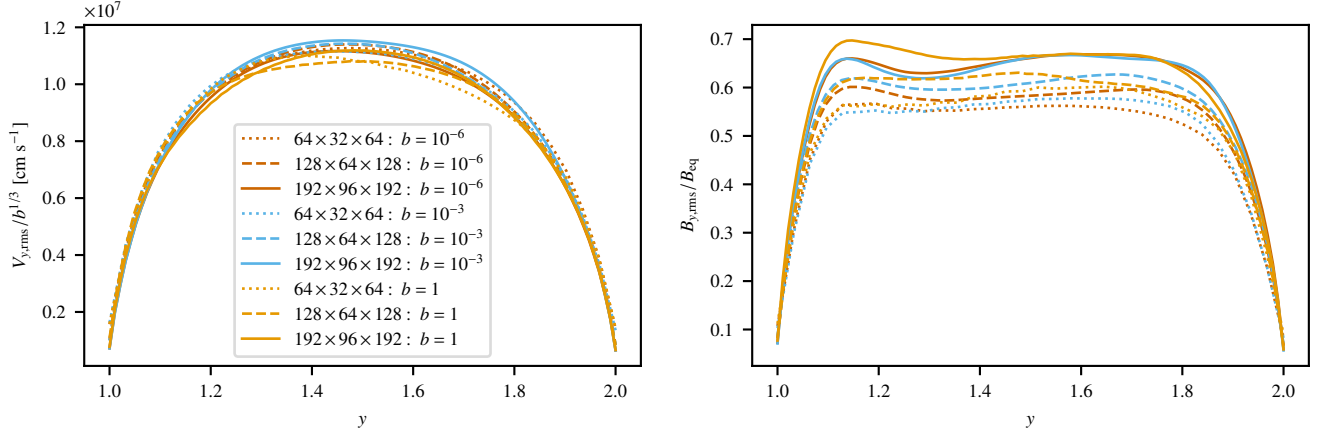 ×10⁷
1.2
1.0
0.8
0.6
0.4
0.2
V_{y,rms}/b^{1/3} [cm s⁻¹]
64×32×64: b = 10⁻⁶
128×64×128: b = 10⁻⁶
192×96×192: b = 10⁻⁶
64×32×64: b = 10⁻³
128×64×128: b = 10⁻³
192×96×192: b = 10⁻³
64×32×64: b = 1
128×64×128: b = 1
192×96×192: b = 1
1.0 1.2 1.4 1.6 1.8 2.0
y
0.7
0.6
0.5
0.4
0.3
0.2
0.1
B_{y,rms}/B_{eq}
1.0 1.2 1.4 1.6 1.8 2.0
y